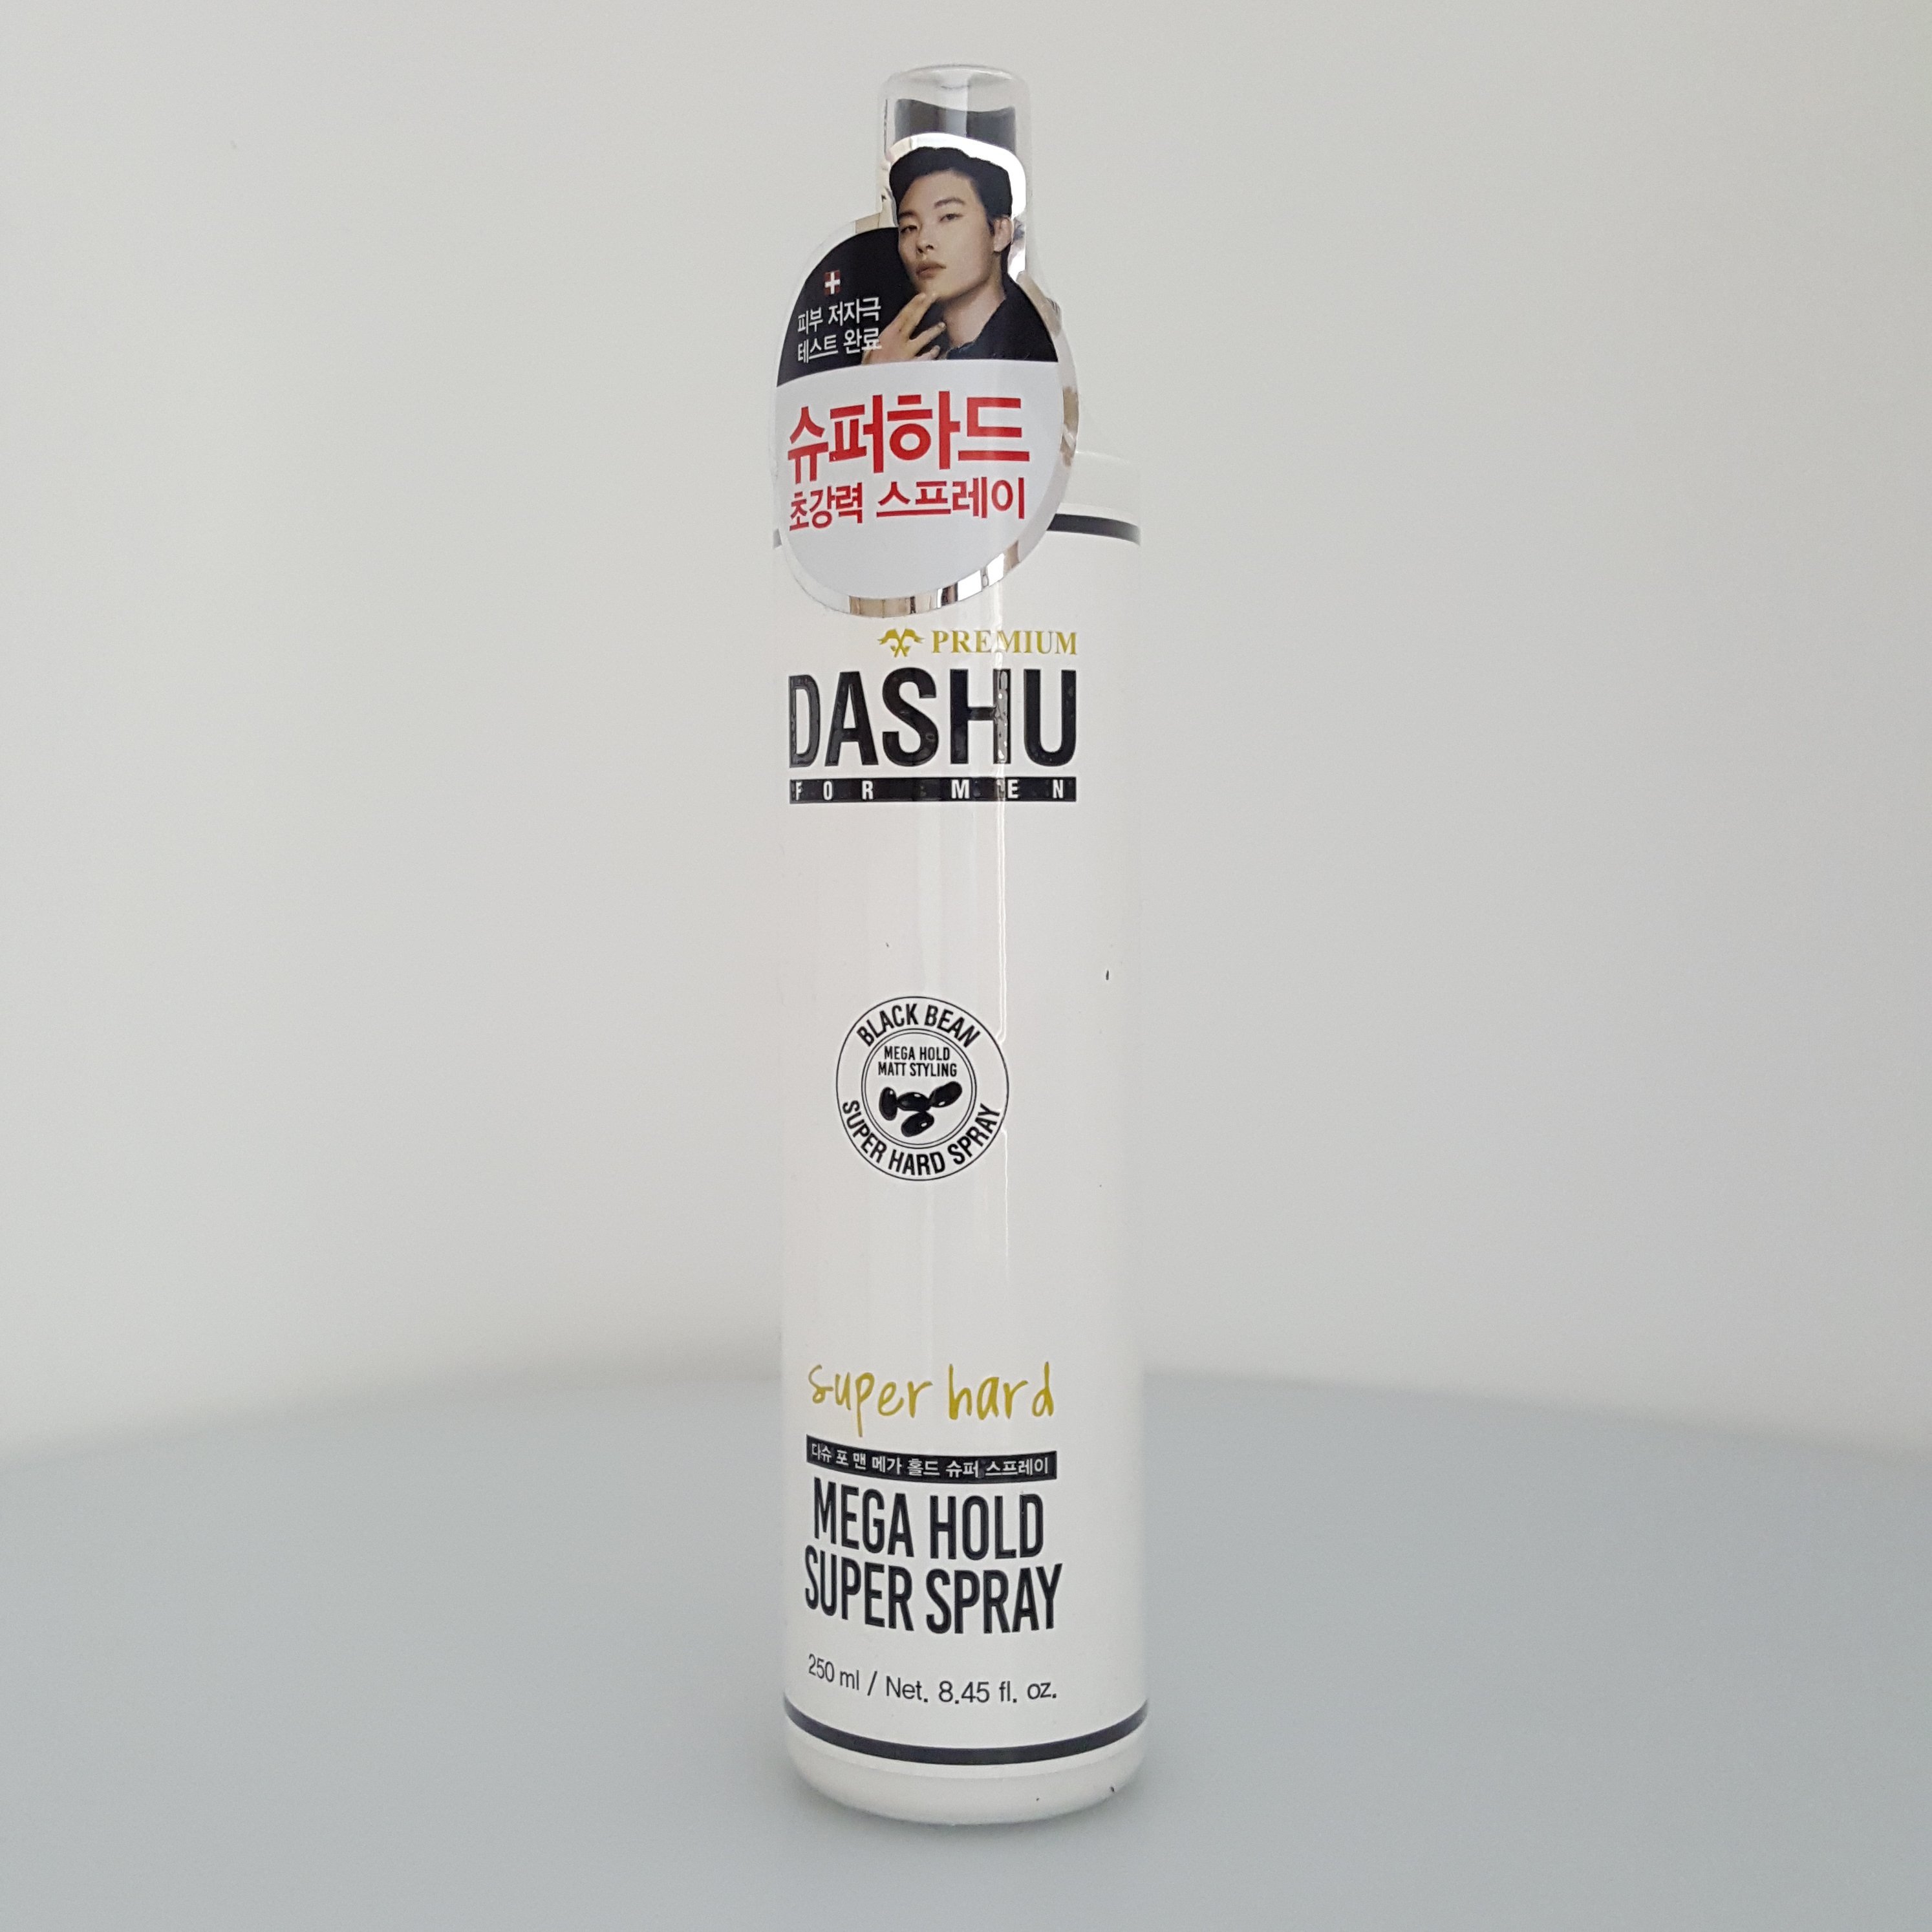 피부 저자극
테스트 완료
슈퍼하드
초강력 스프레이
PREMIUM
DASHU
FOR MEN
BLACK BEAN
MEGA HOLD
MATT STYLING
SUPER HARD SPRAY
super hard
다슈 포 맨 메가 홀드 슈퍼 스프레이
MEGA HOLD
SUPER SPRAY
250 ml / Net. 8.45 fl. oz.